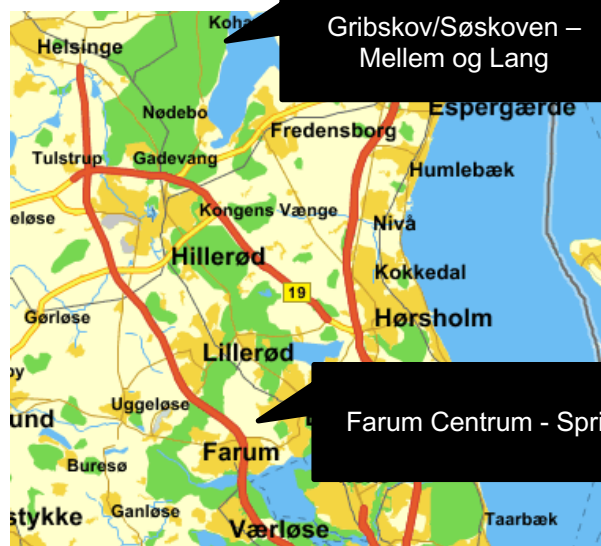 Koha
Gribskov/Søskoven –
Mellem og Lang
Helsinge
Espergærde
Nødebo
Fredensborg
Tulstrup
Gadevang
Humlebæk
eløse
Kongens Vænge
Nivå
Hillerød
Kokkedal
19
Gørløse
Hørsholm
Lillerød
by
Uggeløse
und
Farum Centrum - Spri
Farum
Buresø
stykke
Ganløse
Værløse
Taarbæk